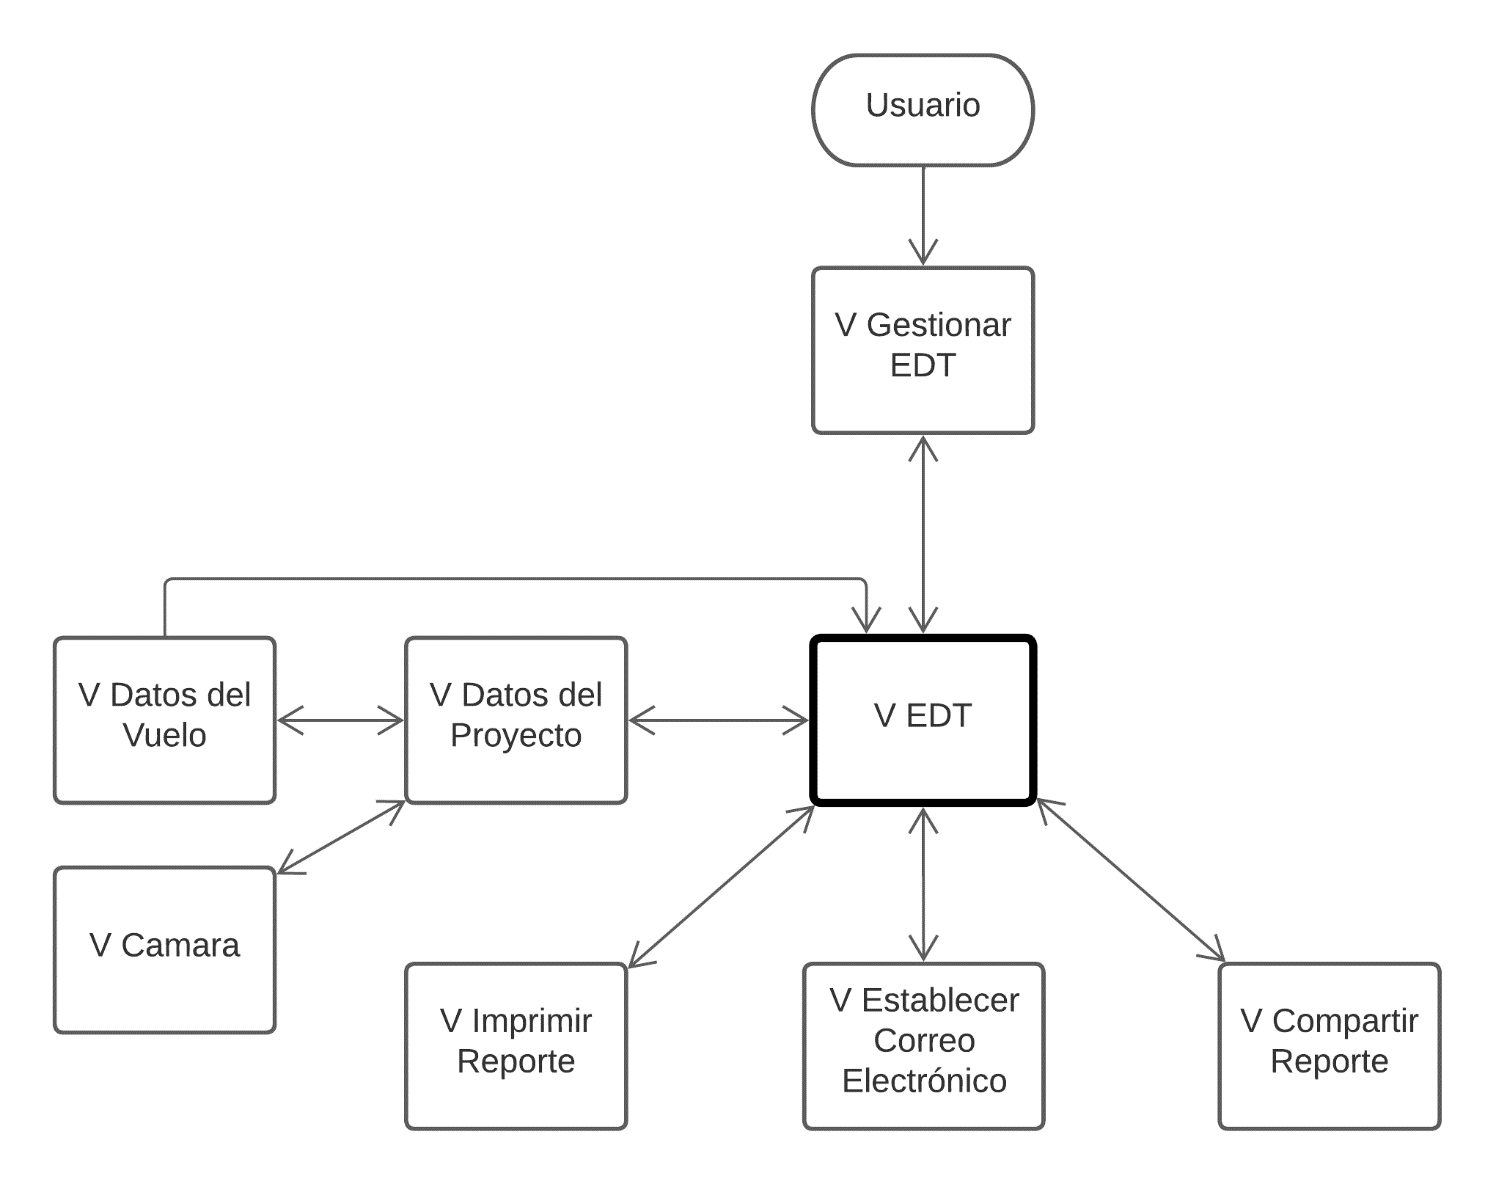 Usuario
V Gestionar
EDT
V Datos del
Vuelo
V Datos del
Proyecto
V EDT
V Camara
V Imprimir
Reporte
V Establecer
Correo
Electrónico
V Compartir
Reporte